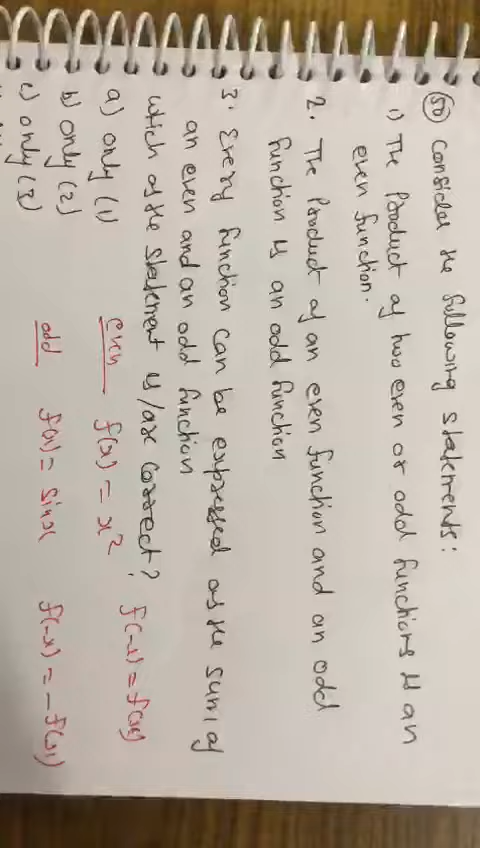 50 Consider the following statements:
1) The Product of two even or odd functions is an
even function.
2. The Product of an even function and an odd
function is an odd function
3. Every function can be expressed as the sum of
an even and an odd function
which of the statement is/are correct?
a) only (1)
b) only (2)
c) only (3)
even f(x) = x² f(-x) = f(x)
odd f(x) = sinx f(-x) = -f(x)